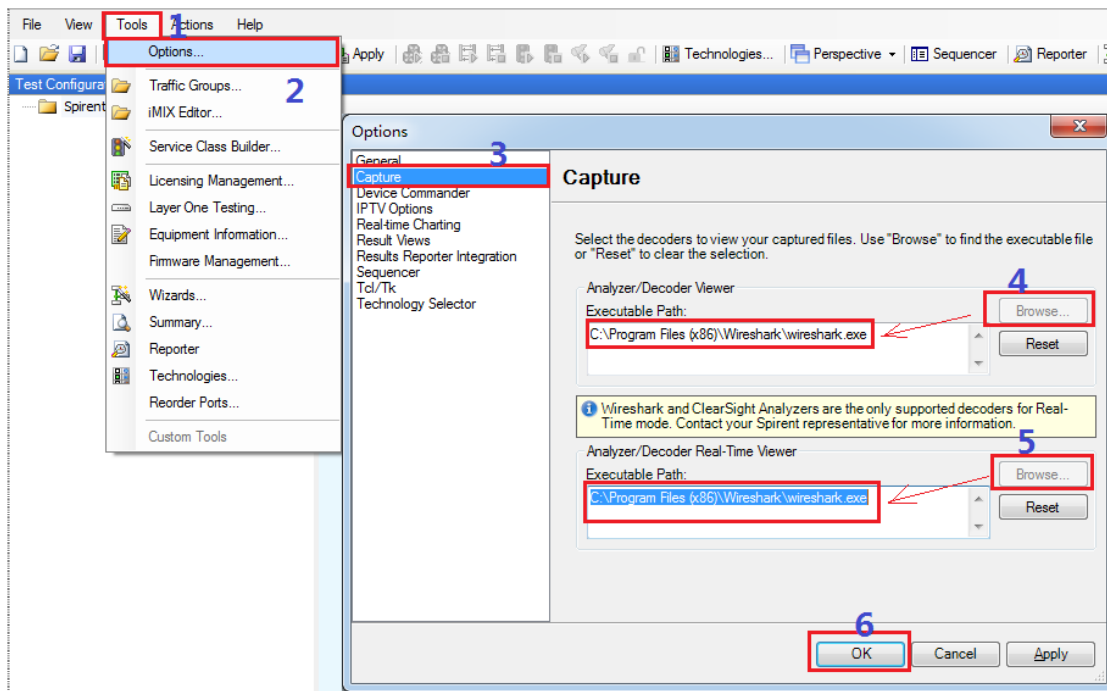 File View Tools Actions Help
1
Options...
Apply Technologies... Perspective Sequencer Reporter
Test Configura
Spirent
2
Traffic Groups...
iMIX Editor...
Service Class Builder...
Licensing Management...
Layer One Testing...
Equipment Information...
Firmware Management...
Wizards...
Summary...
Reporter
Technologies...
Reorder Ports...
Custom Tools
Options
3
General
Capture
Device Commander
IPTV Options
Real-time Charting
Result Views
Results Reporter Integration
Sequencer
Tcl/Tk
Technology Selector
Capture
Select the decoders to view your captured files. Use "Browse" to find the executable file
or "Reset" to clear the selection.
Analyzer/Decoder Viewer
4
Executable Path:
Browse...
C:\Program Files (x86)\Wireshark\wireshark.exe
Reset
Wireshark and ClearSight Analyzers are the only supported decoders for Real-
Time mode. Contact your Spirent representative for more information.
5
Analyzer/Decoder Real-Time Viewer
Executable Path:
Browse...
C:\Program Files (x86)\Wireshark\wireshark.exe
Reset
6
OK Cancel Apply